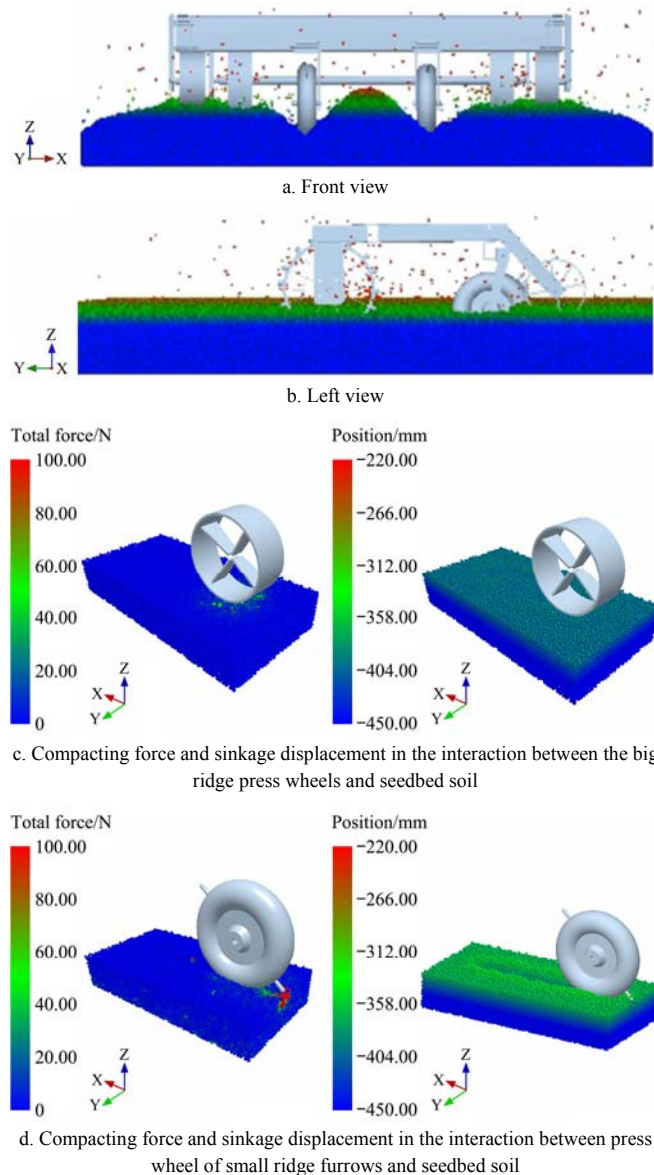 Z
Y X
a. Front view
Z
Y X
b. Left view
Total force/N Position/mm
100.00 −220.00
80.00 −266.00
60.00 −312.00
40.00 −358.00
20.00 −404.00
0 −450.00
Z Z
X X
Y Y
c. Compacting force and sinkage displacement in the interaction between the big
ridge press wheels and seedbed soil
Total force/N Position/mm
100.00 −220.00
80.00 −266.00
60.00 −312.00
40.00 −358.00
20.00 −404.00
0 −450.00
Z Z
X X
Y Y
d. Compacting force and sinkage displacement in the interaction between press
wheel of small ridge furrows and seedbed soil